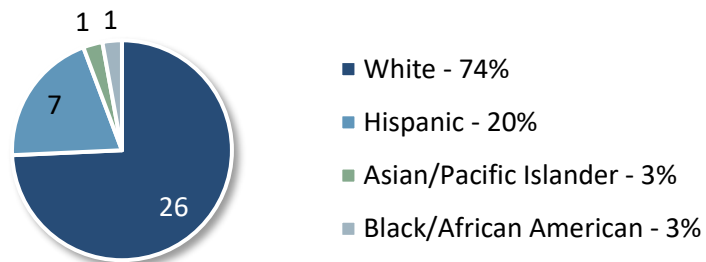 1 1
7
26
White - 74%
Hispanic - 20%
Asian/Pacific Islander - 3%
Black/African American - 3%